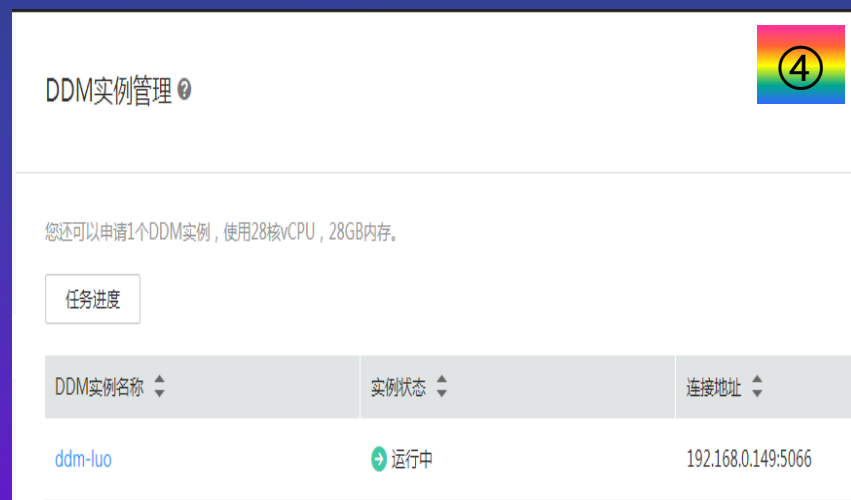 ④
DDM实例管理 ?
您还可以申请1个DDM实例，使用28核vCPU，28GB内存。
任务进度
DDM实例名称 实例状态 连接地址
ddm-luo 运行中 192.168.0.149:5066